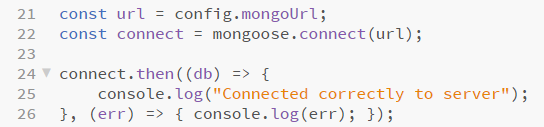 21 const url = config.mongoUrl;
22 const connect = mongoose.connect(url);
23
24 connect.then((db) => {
25     console.log("Connected correctly to server");
26 }, (err) => { console.log(err); });